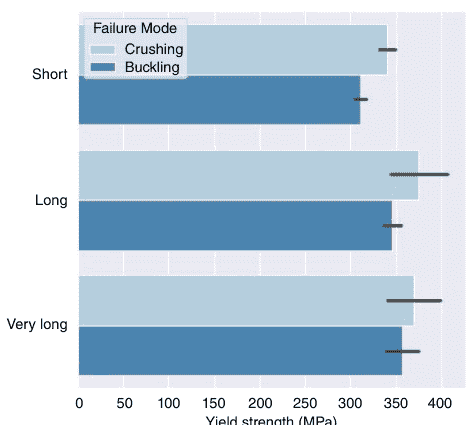 Failure Mode
Crushing
Buckling
Short
Long
Very long
0 50 100 150 200 250 300 350 400
Yield strength (MPa)